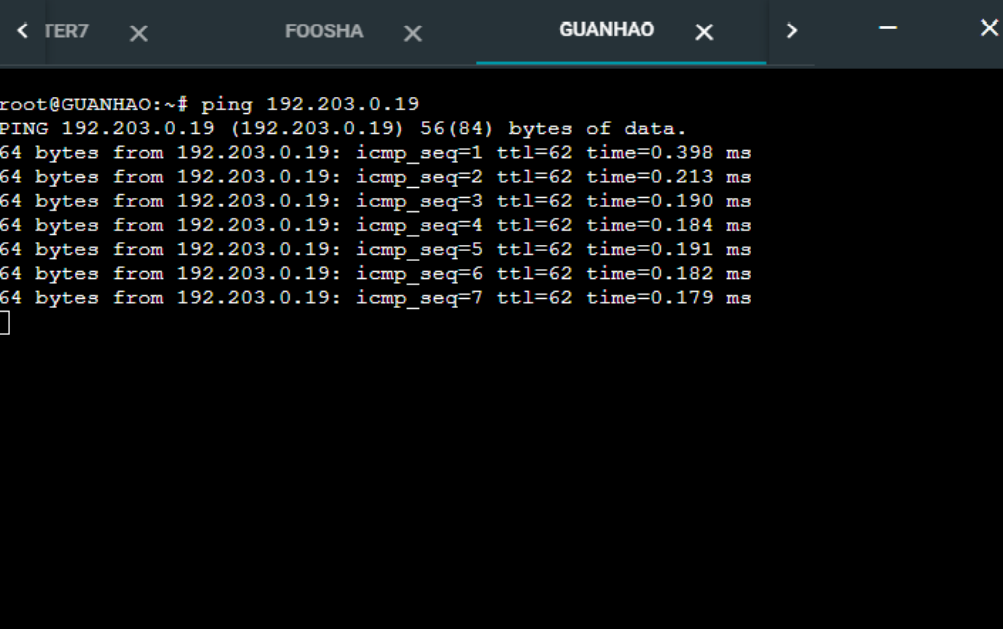 TER7 FOOSHA GUANHAO
root@GUANHAO:~# ping 192.203.0.19
PING 192.203.0.19 (192.203.0.19) 56(84) bytes of data.
64 bytes from 192.203.0.19: icmp_seq=1 ttl=62 time=0.398 ms
64 bytes from 192.203.0.19: icmp_seq=2 ttl=62 time=0.213 ms
64 bytes from 192.203.0.19: icmp_seq=3 ttl=62 time=0.190 ms
64 bytes from 192.203.0.19: icmp_seq=4 ttl=62 time=0.184 ms
64 bytes from 192.203.0.19: icmp_seq=5 ttl=62 time=0.191 ms
64 bytes from 192.203.0.19: icmp_seq=6 ttl=62 time=0.182 ms
64 bytes from 192.203.0.19: icmp_seq=7 ttl=62 time=0.179 ms